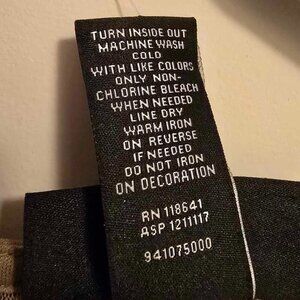 TURN INSIDE OUT
MACHINE WASH
COLD
WITH LIKE COLORS
ONLY NON-
CHLORINE BLEACH
WHEN NEEDED
LINE DRY
WARM IRON
ON REVERSE
IF NEEDED
DO NOT IRON
ON DECORATION
RN 118641
ASP 1211117
941075000